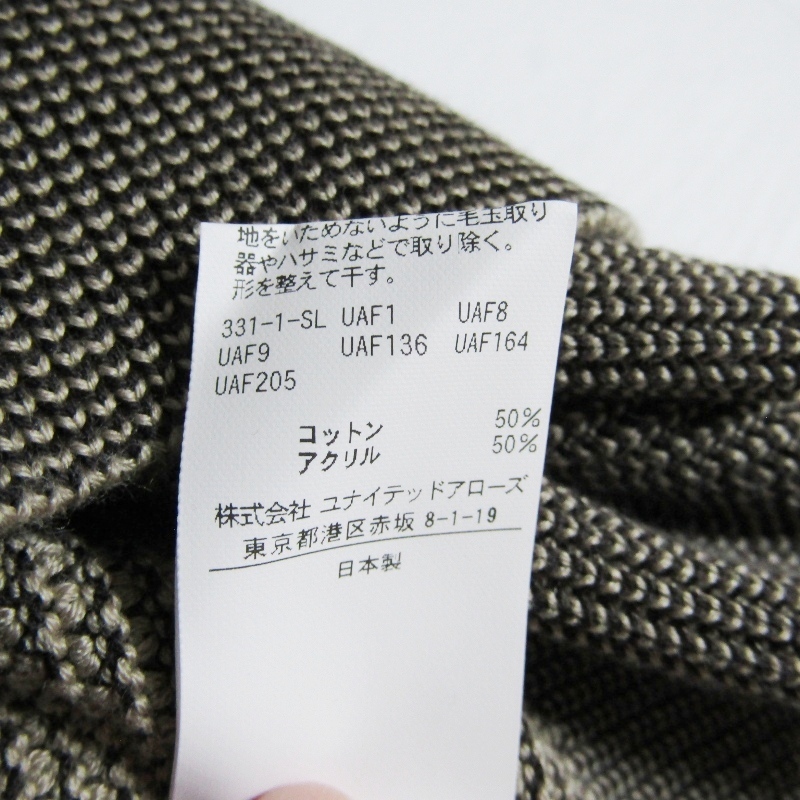 地をいためないように毛玉取り
器やハサミなどで取り除く。
形を整えて干す。
331-1-SL UAF1 UAF8
UAF9 UAF136 UAF164
UAF205
コットン 50%
アクリル 50%
株式会社 ユナイテッドアローズ
東京都港区赤坂 8-1-19
日本製